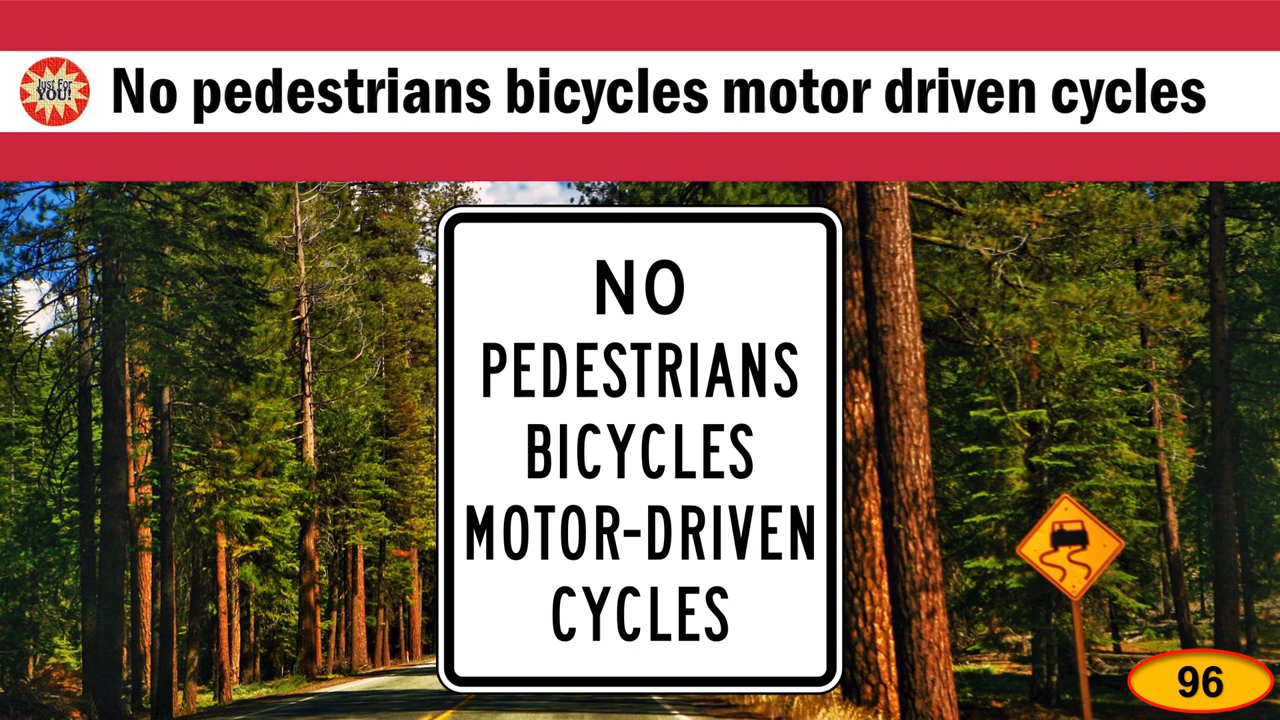 Just For
YOU!
No pedestrians bicycles motor driven cycles
NO
PEDESTRIANS
BICYCLES
MOTOR-DRIVEN
CYCLES
96